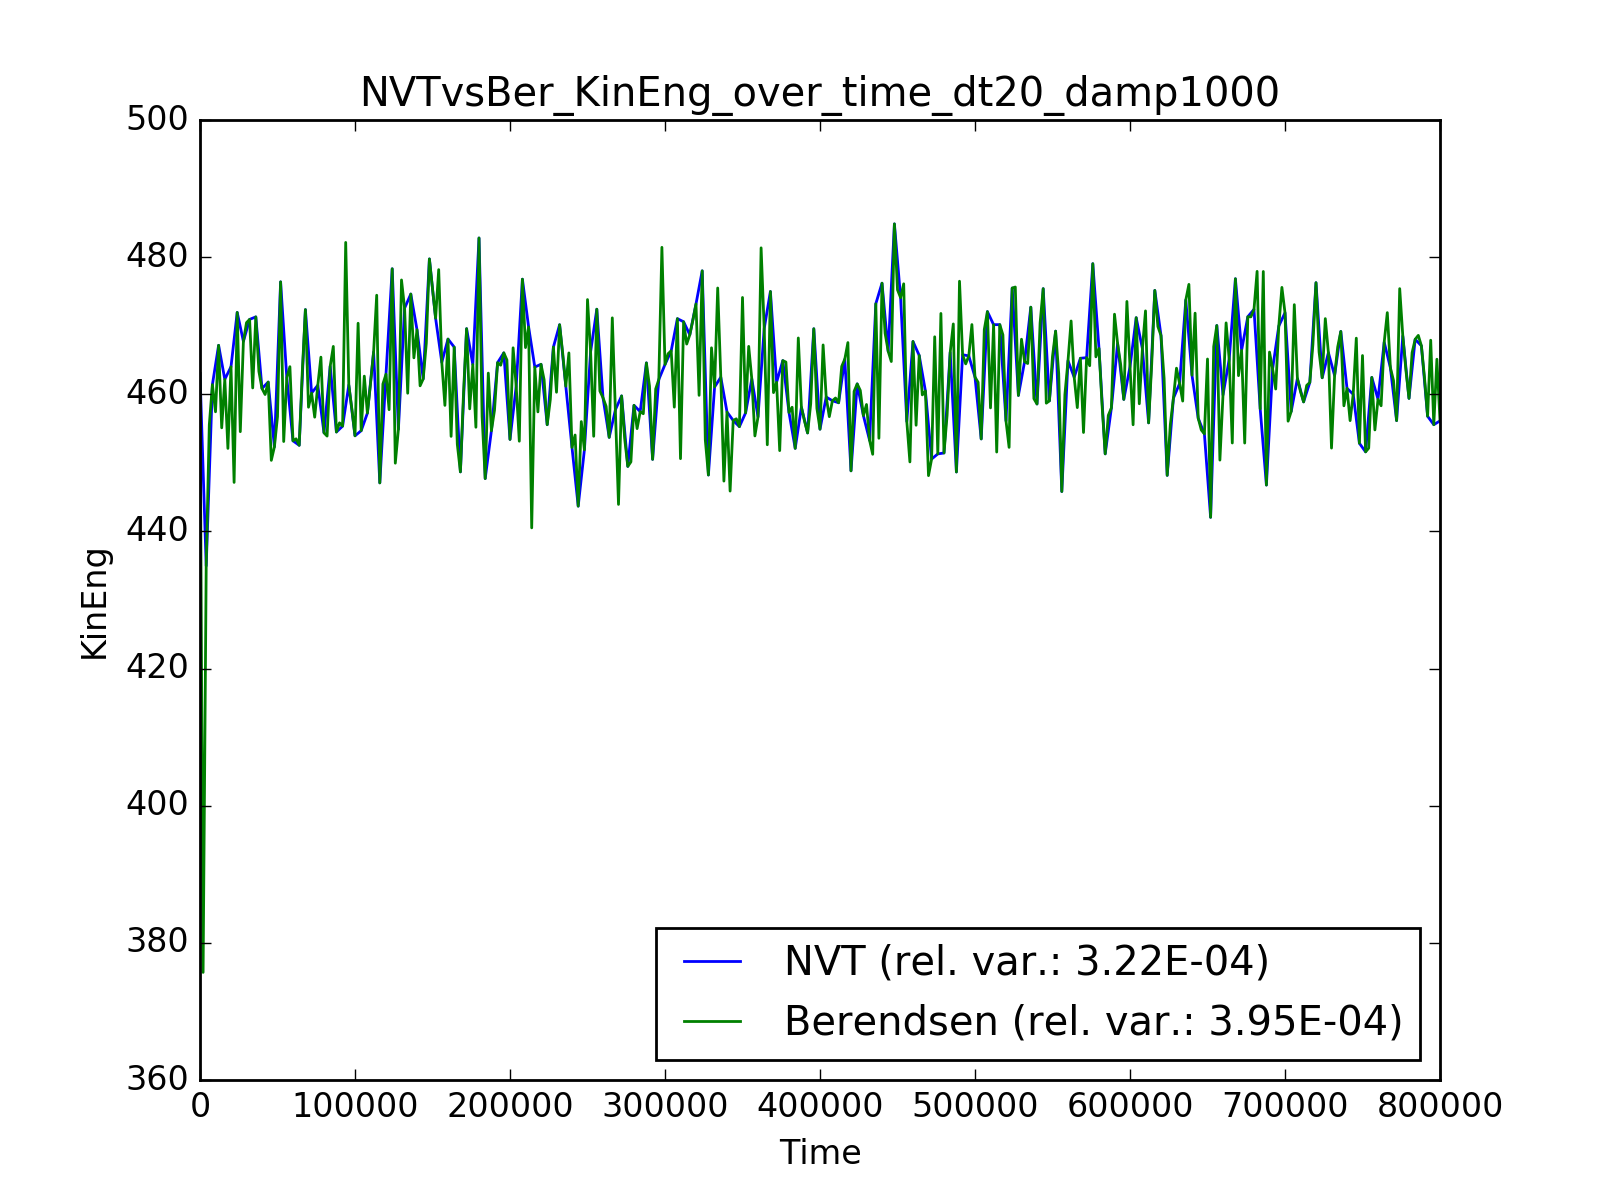 NVTvsBer_KinEng_over_time_dt20_damp1000
500
480
460
440
420
400
380
360
KinEng
NVT (rel. var.: 3.22E-04)
Berendsen (rel. var.: 3.95E-04)
0 100000 200000 300000 400000 500000 600000 700000 800000
Time